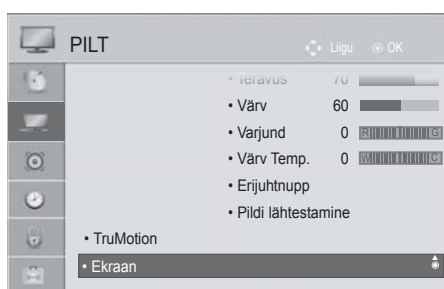 PILT Liigu OK
• Teravus 70
• Värv 60
• Varjund 0 R G
• Värv Temp. 0 W C
• Erijuhtnupp
• Pildi lähtestamine
• TruMotion
• Ekraan